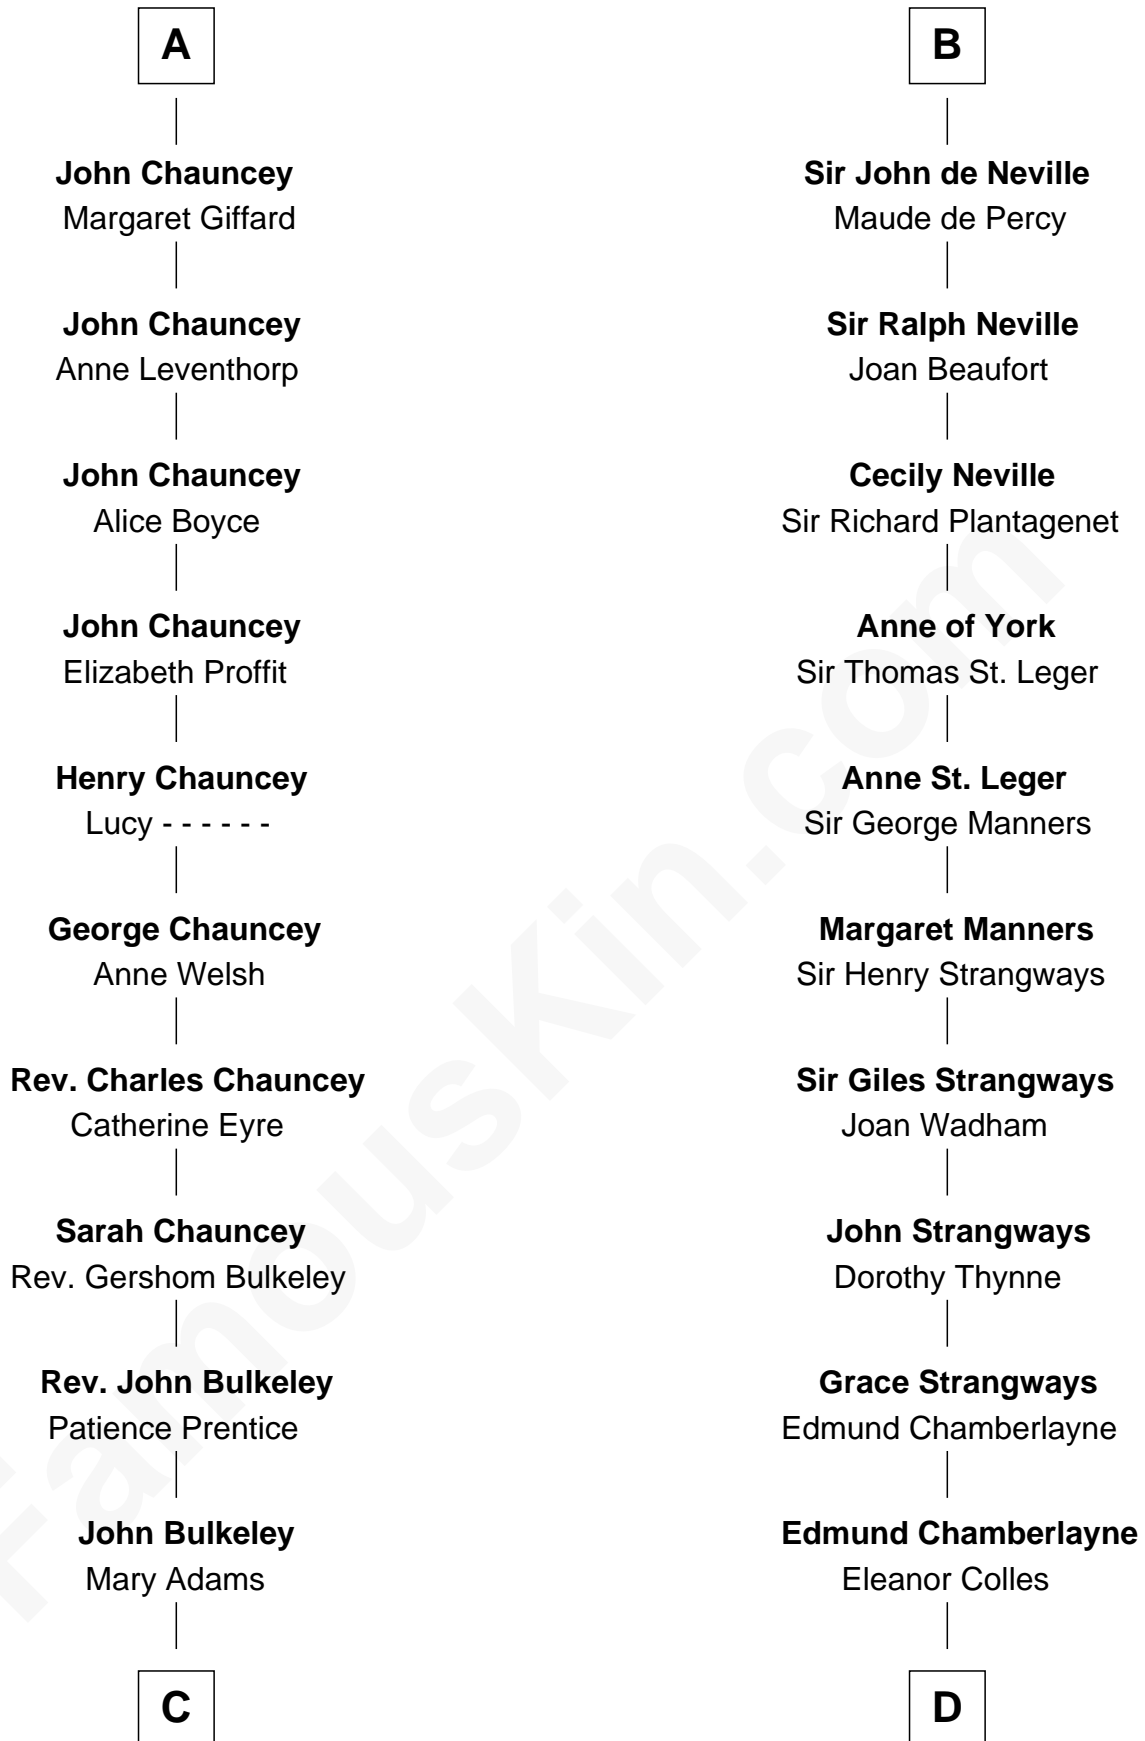 A
John Chauncey
Margaret Giffard
John Chauncey
Anne Leventhorp
John Chauncey
Alice Boyce
John Chauncey
Elizabeth Proffit
Henry Chauncey
Lucy - - - - - -
George Chauncey
Anne Welsh
Rev. Charles Chauncey
Catherine Eyre
Sarah Chauncey
Rev. Gershom Bulkeley
Rev. John Bulkeley
Patience Prentice
John Bulkeley
Mary Adams
C
B
Sir John de Neville
Maude de Percy
Sir Ralph Neville
Joan Beaufort
Cecily Neville
Sir Richard Plantagenet
Anne of York
Sir Thomas St. Leger
Anne St. Leger
Sir George Manners
Margaret Manners
Sir Henry Strangways
Sir Giles Strangways
Joan Wadham
John Strangways
Dorothy Thynne
Grace Strangways
Edmund Chamberlayne
Edmund Chamberlayne
Eleanor Colles
D
FamousKin.com